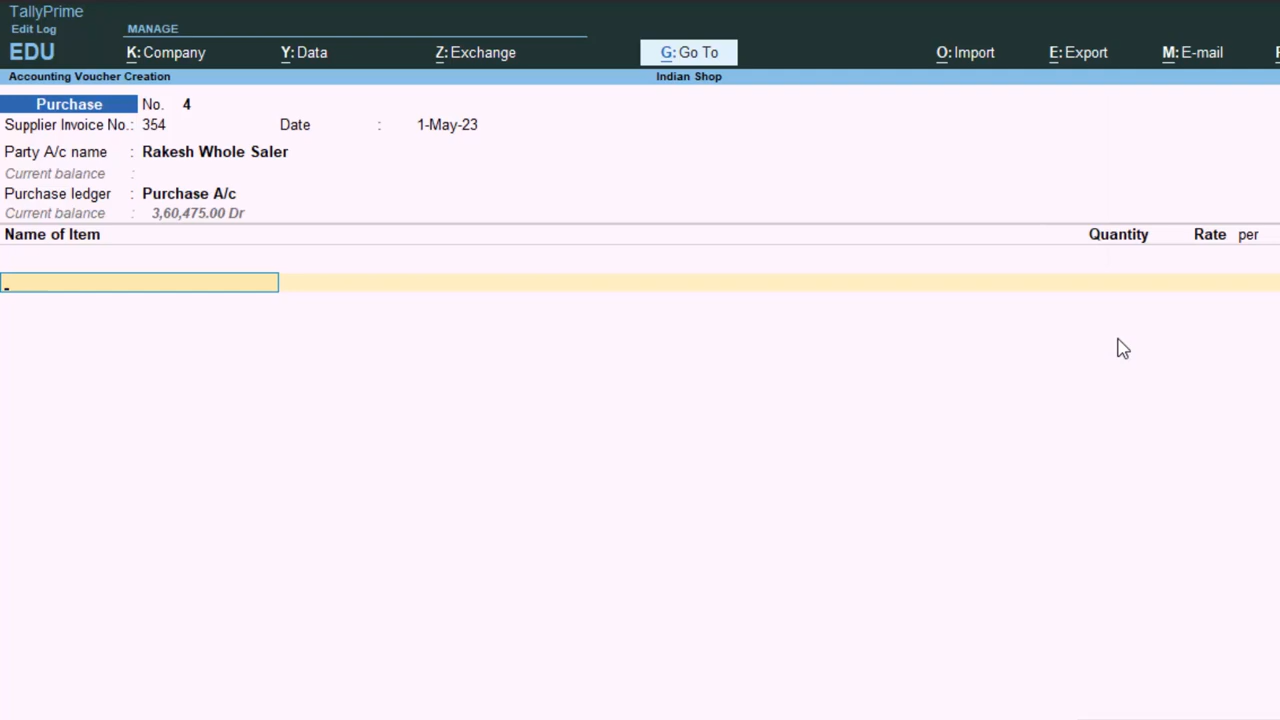 TallyPrime
Edit Log
MANAGE
EDU K: Company Y: Data Z: Exchange G: Go To O: Import E: Export M: E-mail
Accounting Voucher Creation Indian Shop
Purchase No. 4
Supplier Invoice No.: 354 Date : 1-May-23
Party A/c name : Rakesh Whole Saler
Current balance :
Purchase ledger : Purchase A/c
Current balance : 3,60,475.00 Dr
Name of Item Quantity Rate per